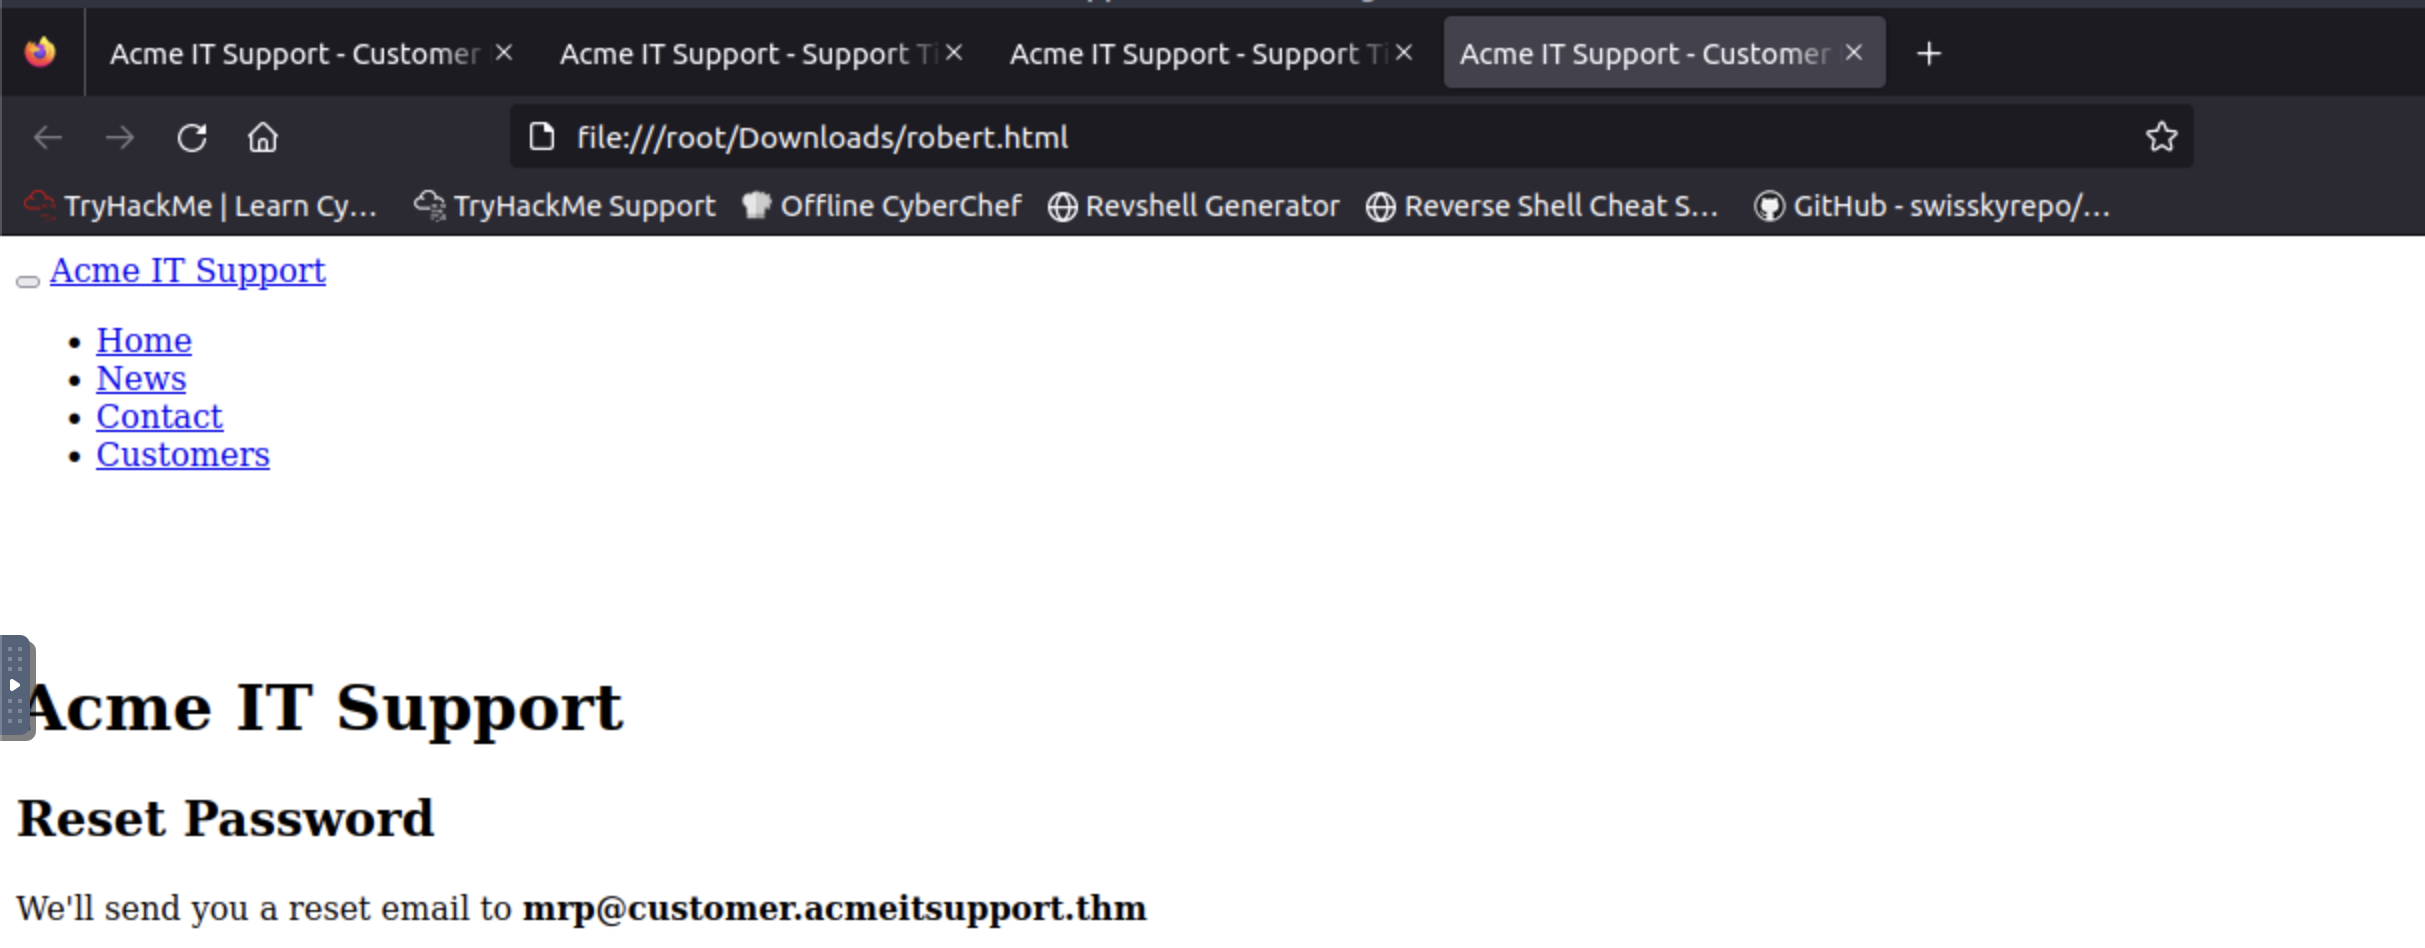 Acme IT Support - Customer
Acme IT Support - Support Ti
Acme IT Support - Support Ti
Acme IT Support - Customer
file:///root/Downloads/robert.html
TryHackMe | Learn Cy…
TryHackMe Support
Offline CyberChef
Revshell Generator
Reverse Shell Cheat S…
GitHub - swisskyrepo/…
Acme IT Support
Home
News
Contact
Customers
Acme IT Support
Reset Password
We'll send you a reset email to mrp@customer.acmeitsupport.thm